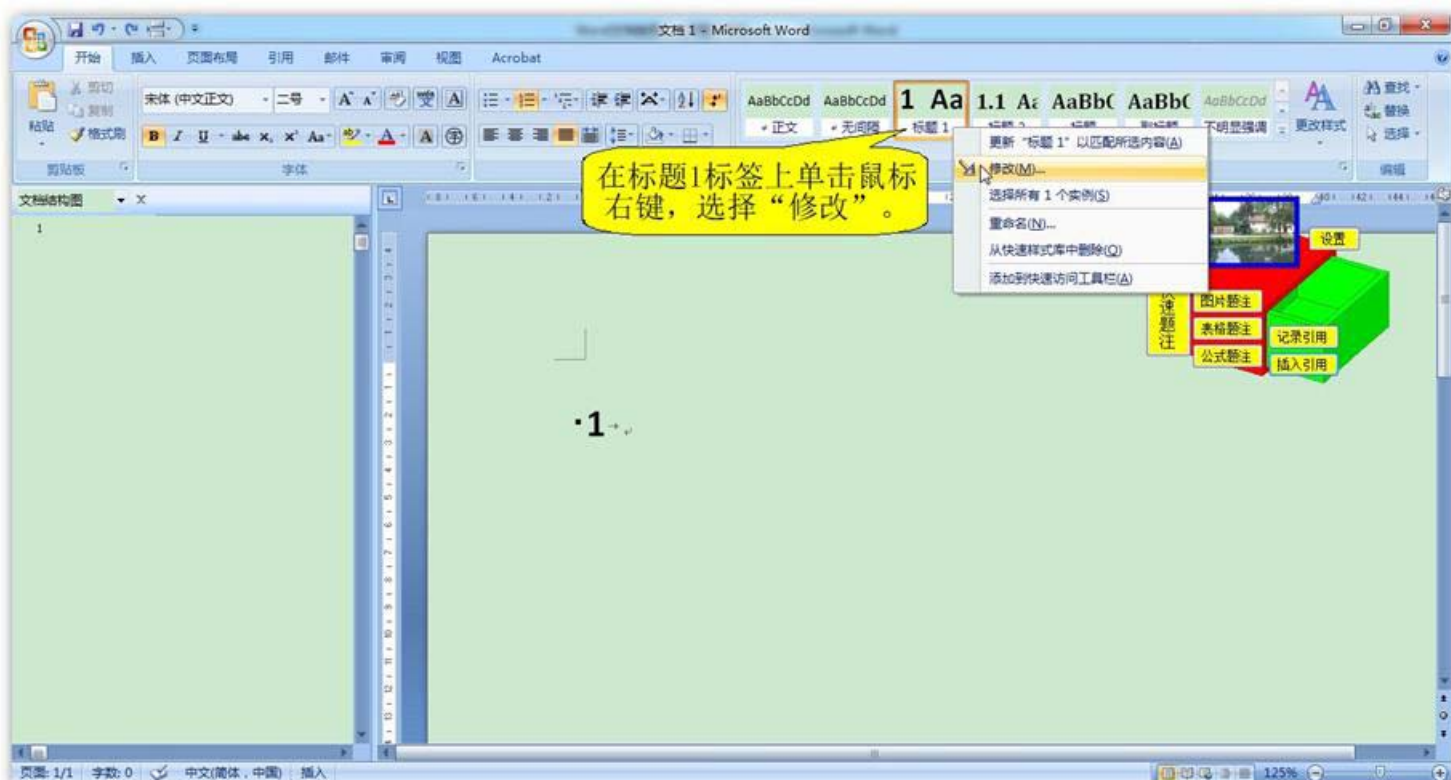 文档 1 - Microsoft Word
开始 插入 页面布局 引用 邮件 审阅 视图 Acrobat
剪切
复制
格式刷
粘贴
剪贴板
宋体 (中文正文) 二号
B I U abc x₂ x² Aa A A
字体
AaBbCcDd AaBbCcDd 1 Aa 1.1 Aa AaBbC AaBbC AaBbCcDd
正文 无间隔 标题 1 不明显强调
更改样式
查找
替换
选择
编辑
更新 "标题 1" 以匹配所选内容(A)
修改(M)...
选择所有 1 个实例(S)
重命名(N)...
从快速样式库中删除(O)
添加到快速访问工具栏(A)
在标题1标签上单击鼠标
右键，选择“修改”。
文档结构图
1
设置
速题注
图片题注
表格题注
公式题注
记录引用
插入引用
1
页面: 1/1 字数: 0 中文(简体，中国) 插入 125%